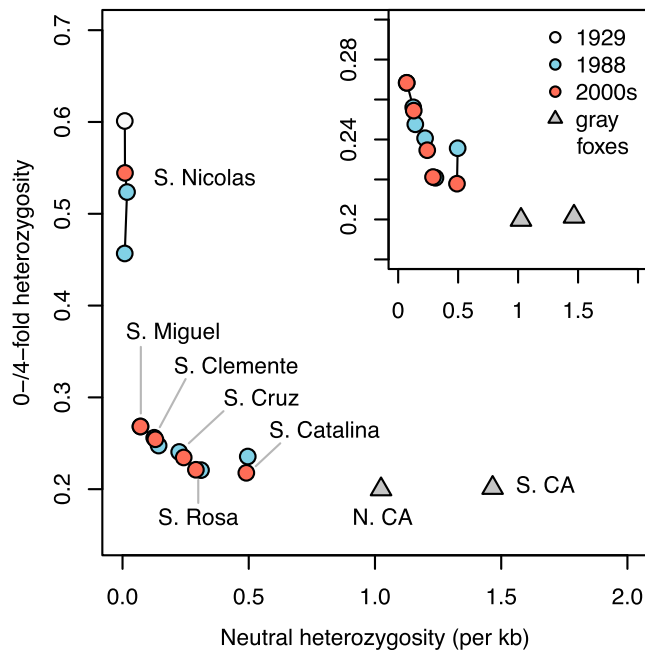 0.7
0.6
0.5
0.4
0.3
0.2
0−/4−fold heterozygosity
S. Nicolas
S. Miguel
S. Clemente
S. Cruz
S. Catalina
S. Rosa
N. CA
S. CA
0.28
0.24
0.2
1929
1988
2000s
gray
foxes
0
0.5
1
1.5
0.0
0.5
1.0
1.5
2.0
Neutral heterozygosity (per kb)